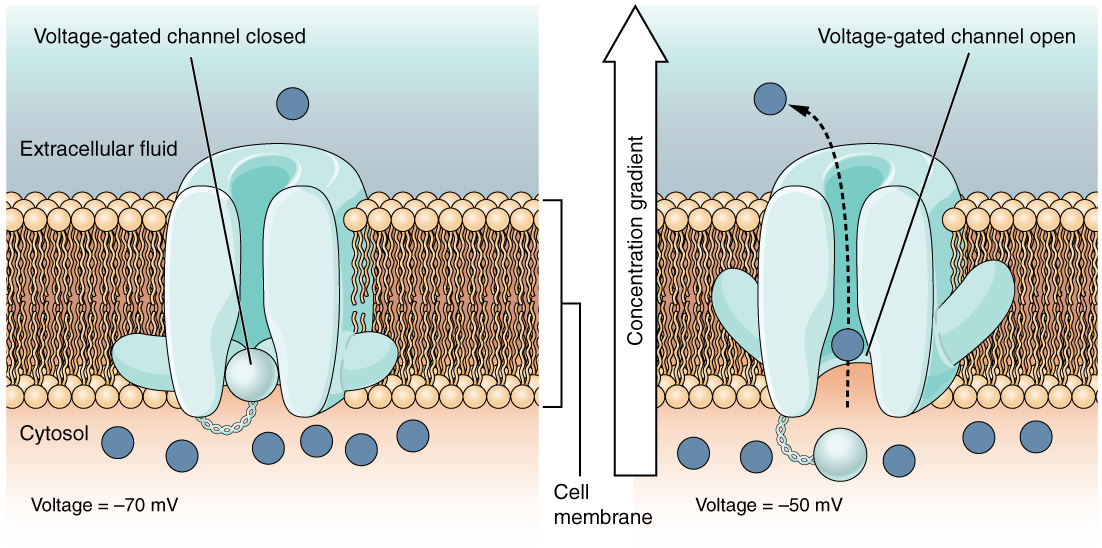 Voltage-gated channel closed
Extracellular fluid
Cytosol
Voltage = –70 mV
Cell
membrane
Concentration gradient
Voltage-gated channel open
Voltage = –50 mV